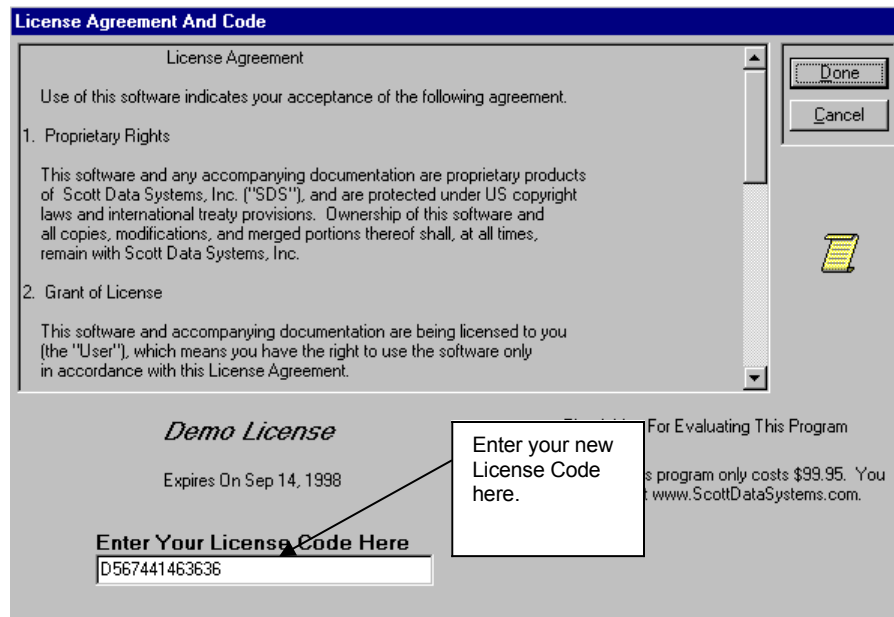 License Agreement And Code
License Agreement
Use of this software indicates your acceptance of the following agreement.
1. Proprietary Rights
This software and any accompanying documentation are proprietary products
of Scott Data Systems, Inc. ("SDS"), and are protected under US copyright
laws and international treaty provisions. Ownership of this software and
all copies, modifications, and merged portions thereof shall, at all times,
remain with Scott Data Systems, Inc.
2. Grant of License
This software and accompanying documentation are being licensed to you
(the "User"), which means you have the right to use the software only
in accordance with this License Agreement.
Done
Cancel
Demo License
Expires On Sep 14, 1998
For Evaluating This Program
program only costs $99.95. You
www.ScottDataSystems.com.
Enter your new
License Code
here.
Enter Your License Code Here
D567441463636